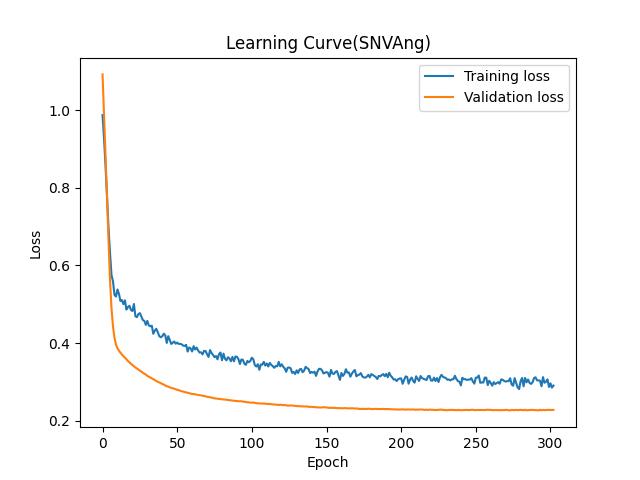 Learning Curve(SNVAng)
Training loss
Validation loss
1.0
0.8
0.6
0.4
0.2
Loss
0 50 100 150 200 250 300
Epoch